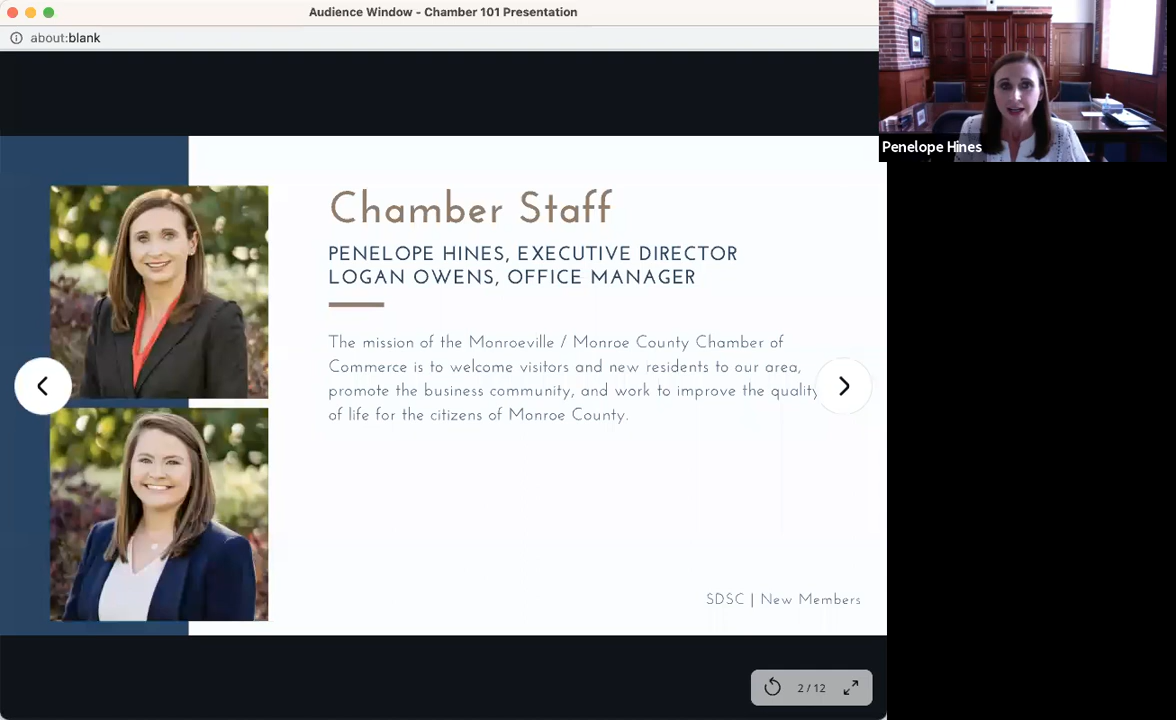 Audience Window - Chamber 101 Presentation
about:blank
Penelope Hines
Chamber Staff
PENELOPE HINES, EXECUTIVE DIRECTOR
LOGAN OWENS, OFFICE MANAGER
The mission of the Monroeville / Monroe County Chamber of
Commerce is to welcome visitors and new residents to our area,
promote the business community, and work to improve the quality
of life for the citizens of Monroe County.
SDSC | New Members
2 / 12